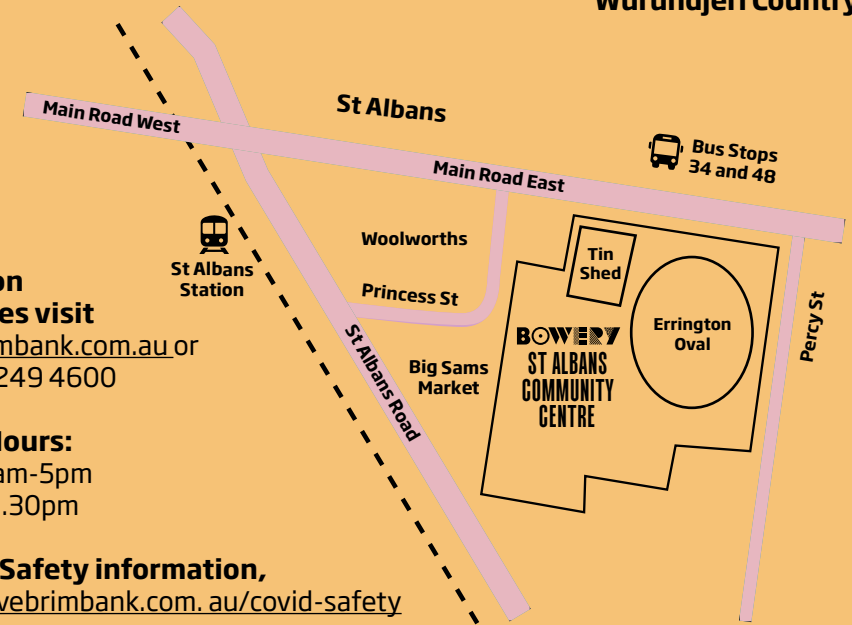 Wurundjeri Country
Main Road West
St Albans
Bus Stops
34 and 48
Main Road East
Woolworths
Tin
Shed
St Albans
Station
Princess St
Percy St
Errington
Oval
BOWERY
ST ALBANS
COMMUNITY
CENTRE
St Albans Road
Big Sams
Market
on
es visit
mbank.com.au or
249 4600
Hours:
am-5pm
.30pm
Safety information,
vebrimbank.com. au/covid-safety